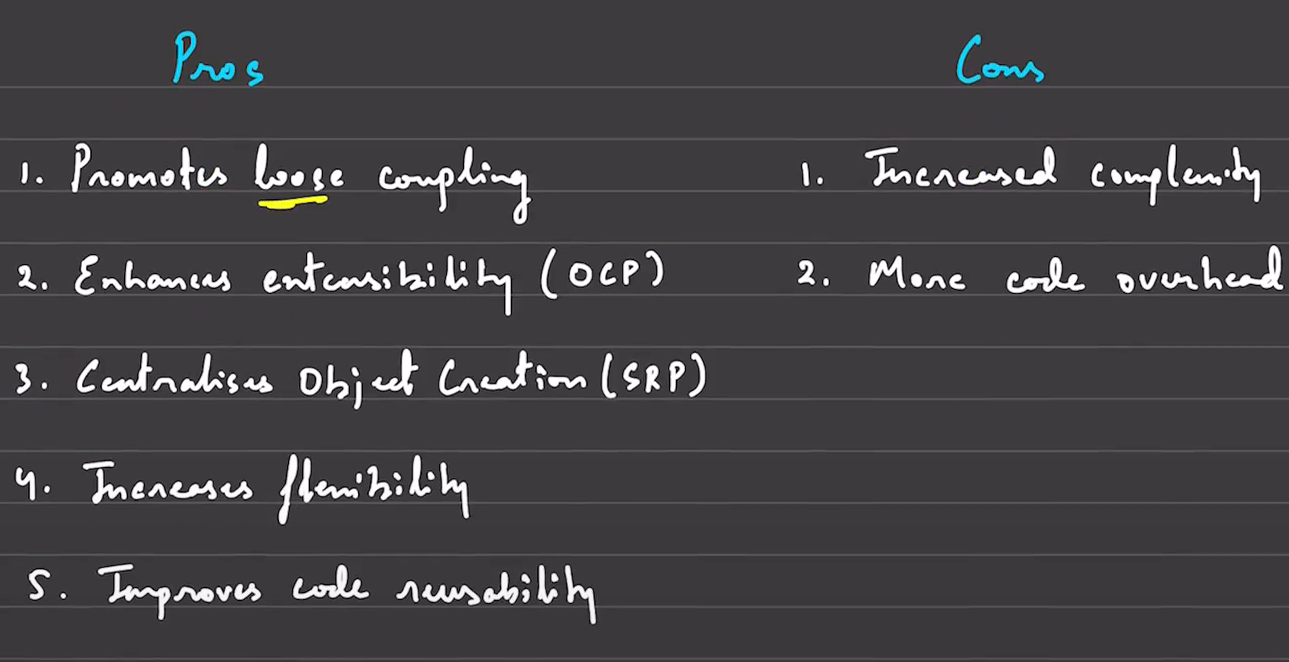 Pros
Cons
1. Promotes loose coupling
1. Increased complexity
2. Enhances extensibility (OCP)
2. More code overhead
3. Centralises Object Creation (SRP)
4. Increases flexibility
5. Improves code reusability